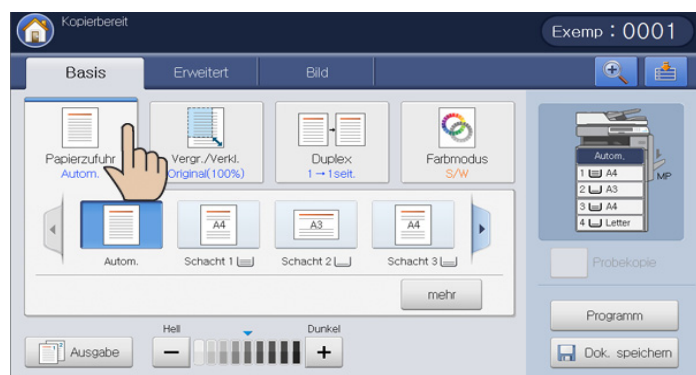 Kopierbereit
Exemp : 0001
Basis
Erweitert
Bild
Papierzufuhr
Autom.
Vergr./Verkl.
Original(100%)
Duplex
1 → 1seit.
Farbmodus
S/W
A4
A3
A4
Autom.
Schacht 1
Schacht 2
Schacht 3
mehr
Ausgabe
Hell
Dunkel
Autom.
1 A4
2 A3
3 A4
4 Letter
MP
Probekopie
Programm
Dok. speichern